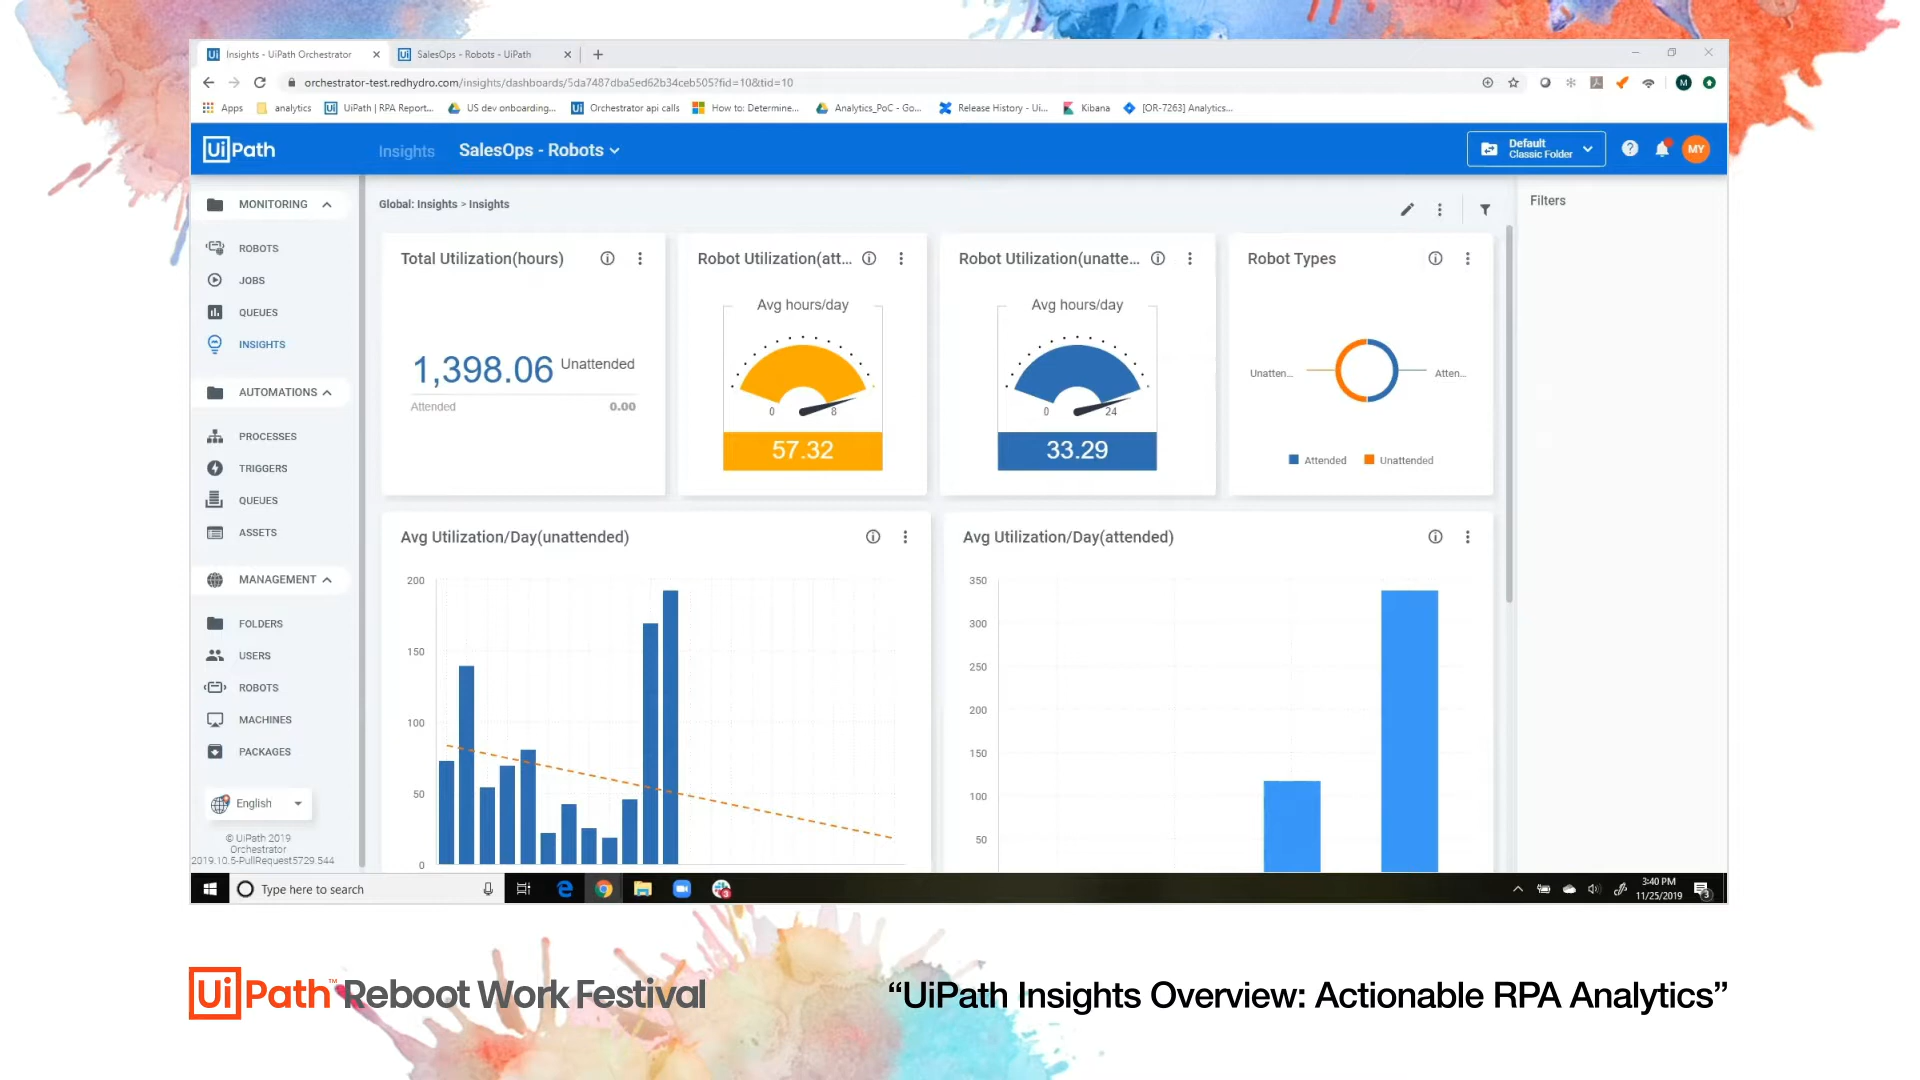 Insights - UiPath Orchestrator
SalesOps - Robots - UiPath
orchestrator-test.redhydro.com/insights/dashboards/5da7487dba5ed62b34ceb505?fid=10&tid=10
Apps
analytics
UiPath | RPA Report...
US dev onboarding...
Orchestrator api calls
How to: Determine...
Analytics_PoC - Go...
Release History - Ui...
Kibana
[OR-7263] Analytics...
UiPath
Insights
SalesOps - Robots
Default
Classic Folder
MY
MONITORING
ROBOTS
JOBS
QUEUES
INSIGHTS
AUTOMATIONS
PROCESSES
TRIGGERS
QUEUES
ASSETS
MANAGEMENT
FOLDERS
USERS
ROBOTS
MACHINES
PACKAGES
English
© UiPath 2019
Orchestrator
2019.10.5-PullRequest5729.544
Global: Insights > Insights
Filters
Total Utilization(hours)
1,398.06 Unattended
Attended 0.00
Robot Utilization(att...
Avg hours/day
0 8
57.32
Robot Utilization(unatte...
Avg hours/day
0 24
33.29
Robot Types
Unatten...
Atten...
Attended Unattended
Avg Utilization/Day(unattended)
200
150
100
50
0
Avg Utilization/Day(attended)
350
300
250
200
150
100
50
Type here to search
3:40 PM
11/25/2019
3
UiPath™ Reboot Work Festival
“UiPath Insights Overview: Actionable RPA Analytics”